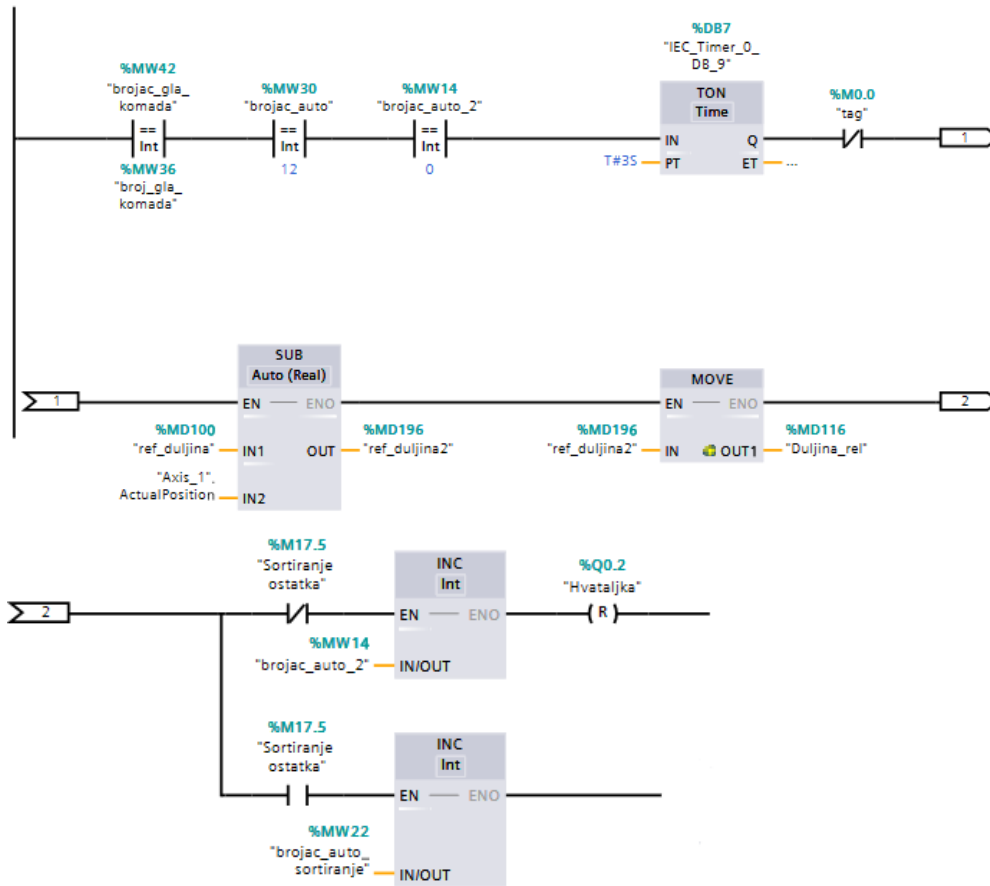 %DB7
"IEC_Timer_0_
DB_9"
%MW42
"brojac_gla_
komada"
%MW30
"brojac_auto"
%MW14
"brojac_auto_2"
TON
Time
%M0.0
"tag"
==
Int
==
Int
==
Int
IN
Q
1
%MW36
"broj_gla_
komada"
12
0
T#3S
PT
ET
...
SUB
Auto (Real)
MOVE
1
EN
ENO
EN
ENO
2
%MD100
"ref_duljina"
IN1
OUT
%MD196
"ref_duljina2"
%MD196
"ref_duljina2"
IN
OUT1
%MD116
"Duljina_rel"
"Axis_1".
ActualPosition
IN2
%M17.5
"Sortiranje
ostatka"
INC
Int
%Q0.2
"Hvataljka"
2
EN
ENO
R
%MW14
"brojac_auto_2"
IN/OUT
%M17.5
"Sortiranje
ostatka"
INC
Int
EN
ENO
%MW22
"brojac_auto_
sortiranje"
IN/OUT